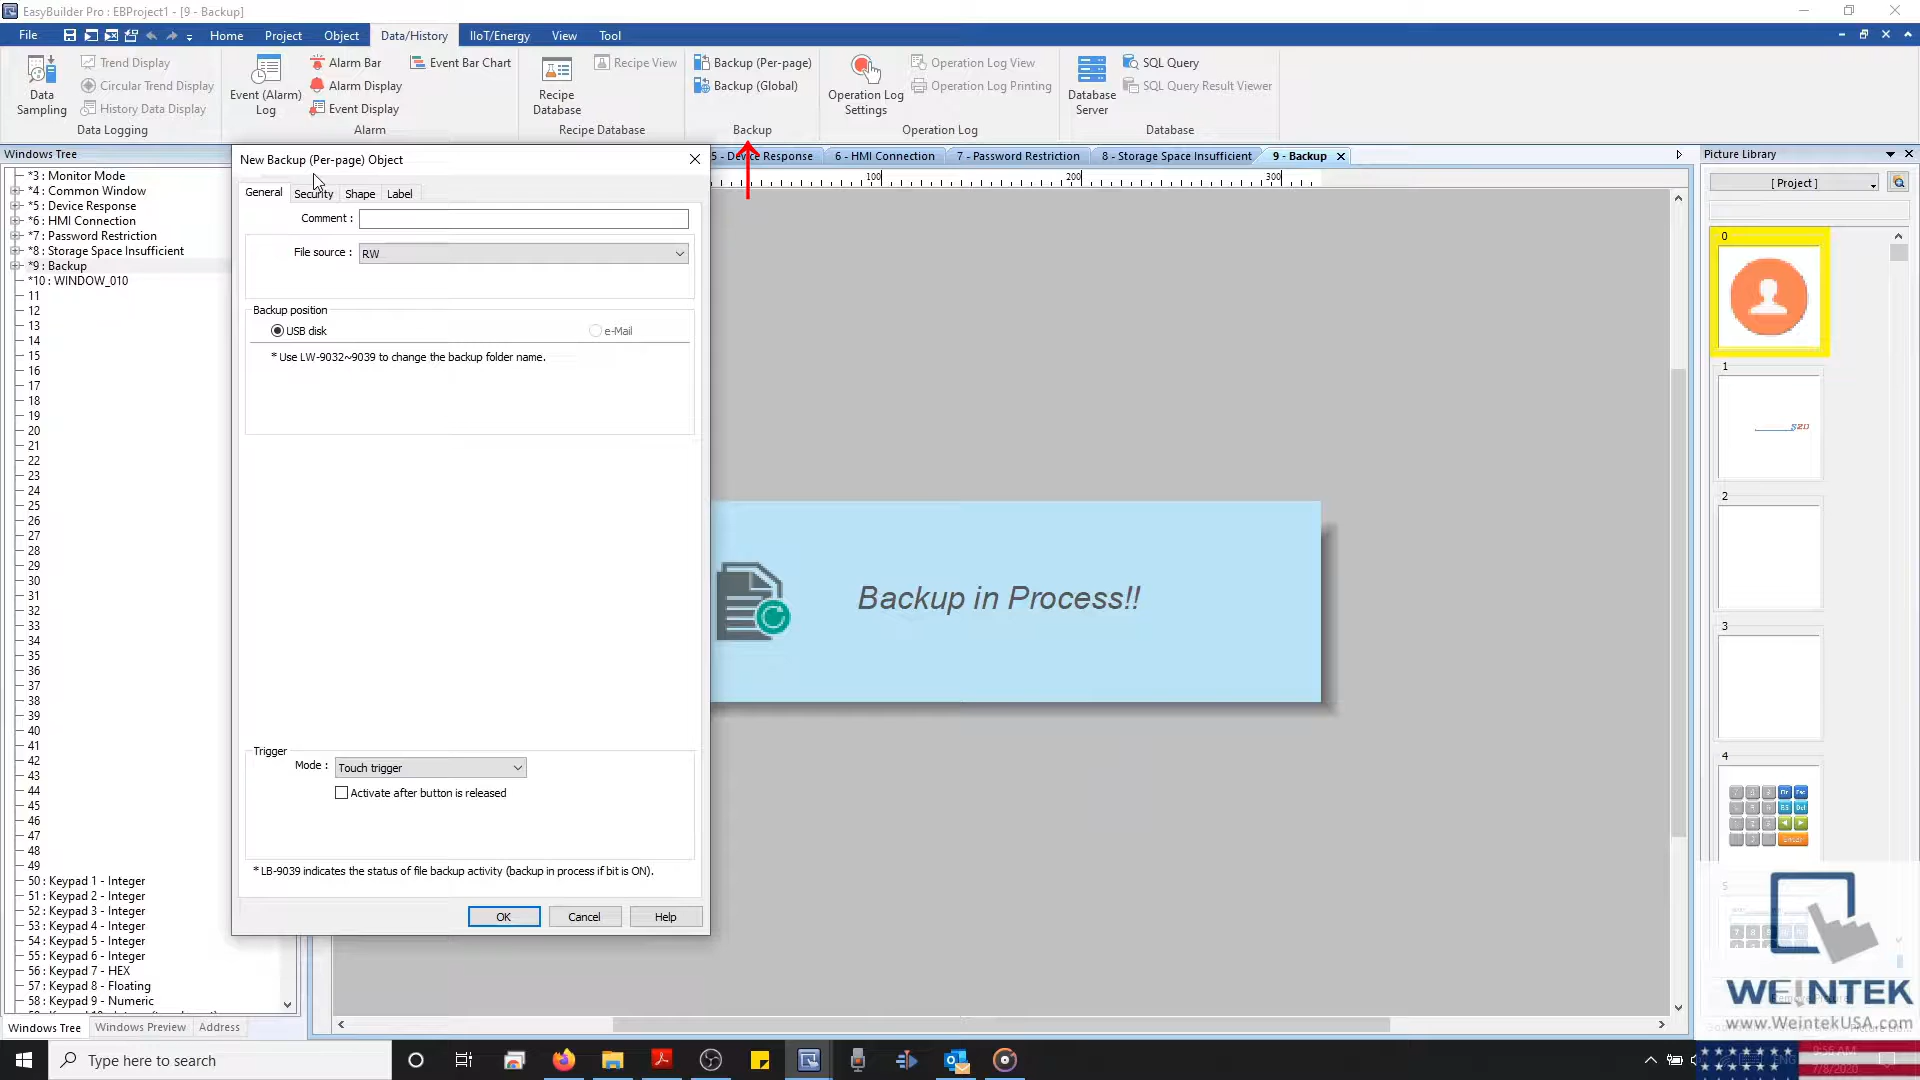 EasyBuilder Pro : EBProject1 - [9 - Backup]
File Home Project Object Data/History IIoT/Energy View Tool
Data Sampling
Trend Display
Circular Trend Display
History Data Display
Data Logging
Event (Alarm) Log
Alarm Bar
Alarm Display
Event Display
Event Bar Chart
Alarm
Recipe Database
Recipe View
Recipe Database
Backup (Per-page)
Backup (Global)
Backup
Operation Log Settings
Operation Log View
Operation Log Printing
Operation Log
Database Server
SQL Query
SQL Query Result Viewer
Database
Windows Tree
*3 : Monitor Mode
*4 : Common Window
*5 : Device Response
*6 : HMI Connection
*7 : Password Restriction
*8 : Storage Space Insufficient
*9 : Backup
*10 : WINDOW_010
11
12
13
14
15
16
17
18
19
20
21
22
23
24
25
26
27
28
29
30
31
32
33
34
35
36
37
38
39
40
41
42
43
44
45
46
47
48
49
50 : Keypad 1 - Integer
51 : Keypad 2 - Integer
52 : Keypad 3 - Integer
53 : Keypad 4 - Integer
54 : Keypad 5 - Integer
55 : Keypad 6 - Integer
56 : Keypad 7 - HEX
57 : Keypad 8 - Floating
58 : Keypad 9 - Numeric
Windows Tree Windows Preview Address
New Backup (Per-page) Object
General Security Shape Label
Comment :
File source : RW
Backup position
USB disk e-Mail
* Use LW-9032~9039 to change the backup folder name.
Trigger
Mode : Touch trigger
Activate after button is released
* LB-9039 indicates the status of file backup activity (backup in process if bit is ON).
OK Cancel Help
5 - Device Response 6 - HMI Connection 7 - Password Restriction 8 - Storage Space Insufficient 9 - Backup
100 200 300
Backup in Process!!
Picture Library
[ Project ]
0
1
2
3
4
5
WEINTEK
www.WeintekUSA.com
Type here to search
9:56 AM
7/8/2020